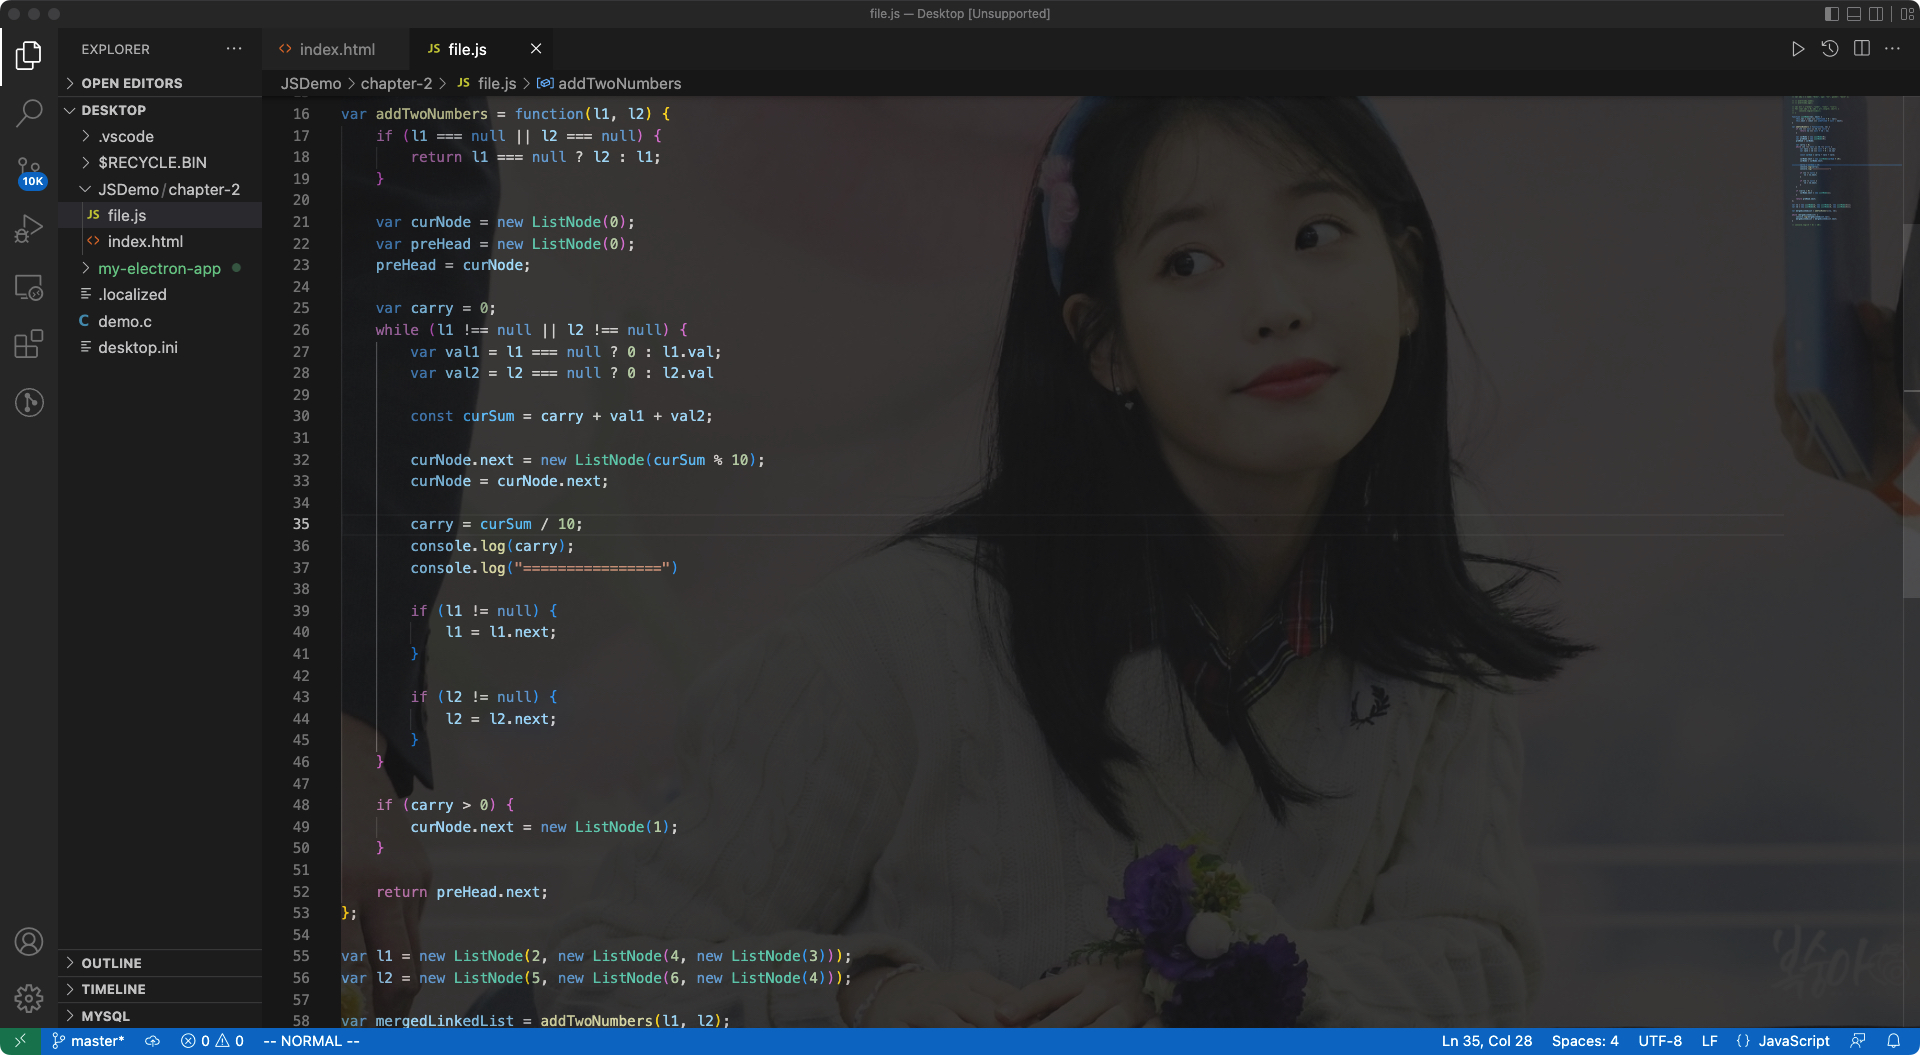 file.js — Desktop [Unsupported]
EXPLORER
index.html
JS file.js
OPEN EDITORS
JSDemo > chapter-2 > JS file.js > addTwoNumbers
DESKTOP
.vscode
$RECYCLE.BIN
10K
JSDemo / chapter-2
JS file.js
index.html
my-electron-app
.localized
C demo.c
desktop.ini
OUTLINE
TIMELINE
MYSQL
16 var addTwoNumbers = function(l1, l2) {
17 if (l1 === null || l2 === null) {
18 return l1 === null ? l2 : l1;
19 }
20
21 var curNode = new ListNode(0);
22 var preHead = new ListNode(0);
23 preHead = curNode;
24
25 var carry = 0;
26 while (l1 !== null || l2 !== null) {
27 var val1 = l1 === null ? 0 : l1.val;
28 var val2 = l2 === null ? 0 : l2.val
29
30 const curSum = carry + val1 + val2;
31
32 curNode.next = new ListNode(curSum % 10);
33 curNode = curNode.next;
34
35 carry = curSum / 10;
36 console.log(carry);
37 console.log("================")
38
39 if (l1 != null) {
40 l1 = l1.next;
41 }
42
43 if (l2 != null) {
44 l2 = l2.next;
45 }
46 }
47
48 if (carry > 0) {
49 curNode.next = new ListNode(1);
50 }
51
52 return preHead.next;
53 };
54
55 var l1 = new ListNode(2, new ListNode(4, new ListNode(3)));
56 var l2 = new ListNode(5, new ListNode(6, new ListNode(4)));
57
58 var mergedLinkedList = addTwoNumbers(l1, l2);
master* 0 0 -- NORMAL -- Ln 35, Col 28 Spaces: 4 UTF-8 LF {} JavaScript